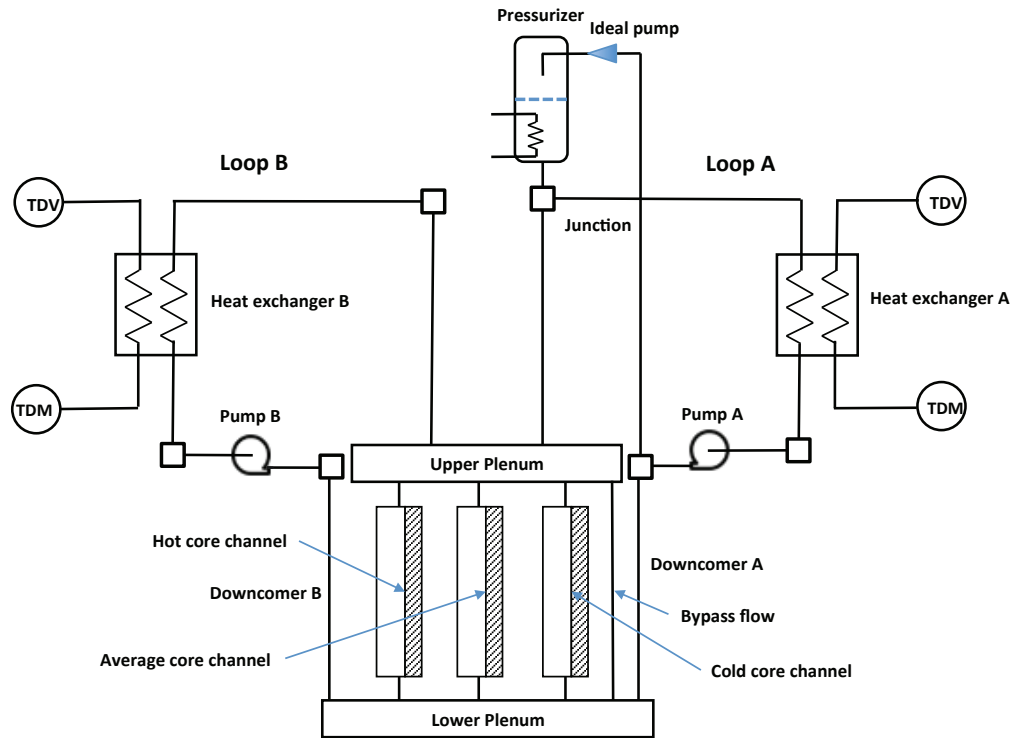 Pressurizer
Ideal pump
Loop B
Loop A
TDV
TDV
Junction
Heat exchanger B
Heat exchanger A
TDM
TDM
Pump B
Pump A
Upper Plenum
Hot core channel
Downcomer A
Downcomer B
Bypass flow
Average core channel
Cold core channel
Lower Plenum